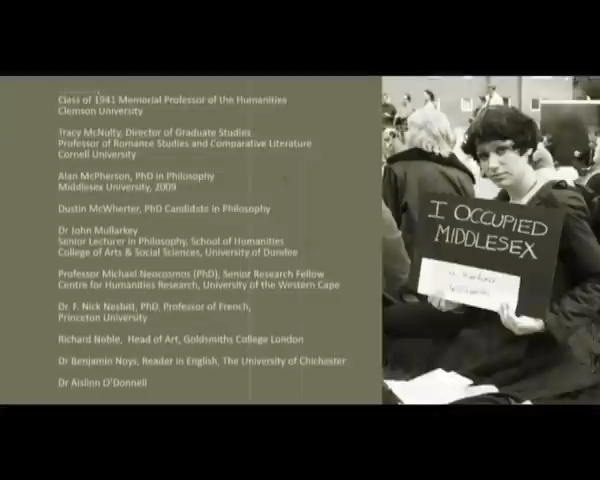 Class of 1941 Memorial Professor of the Humanities
Clemson University
Tracy McNulty, Director of Graduate Studies
Professor of Romance Studies and Comparative Literature
Cornell University
Alan McPherson, PhD in Philosophy
Middlesex University, 2009
Dustin McWherter, PhD Candidate in Philosophy
Dr John Mullarkey
Senior Lecturer in Philosophy, School of Humanities
College of Arts & Social Sciences, University of Dundee
Professor Michael Neocosmos (PhD), Senior Research Fellow
Centre for Humanities Research, University of the Western Cape
Dr. F. Nick Nesbitt, PhD, Professor of French,
Princeton University
Richard Noble, Head of Art, Goldsmiths College London
Dr Benjamin Noys, Reader in English, The University of Chichester
Dr Aislinn O'Donnell
I OCCUPIED
MIDDLESEX